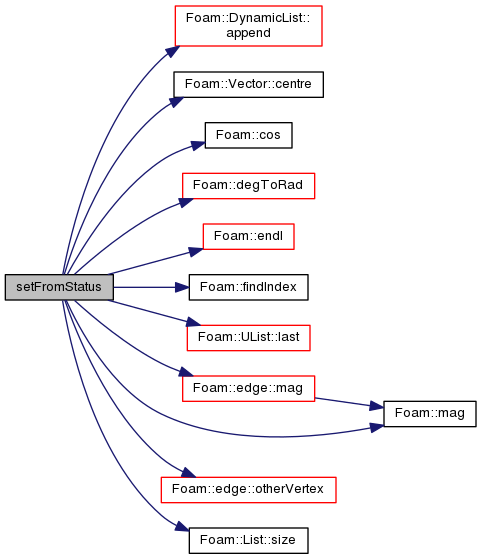 Foam::DynamicList::
append
Foam::Vector::centre
Foam::cos
Foam::degToRad
Foam::endl
setFromStatus
Foam::findIndex
Foam::UList::last
Foam::edge::mag
Foam::mag
Foam::edge::otherVertex
Foam::List::size